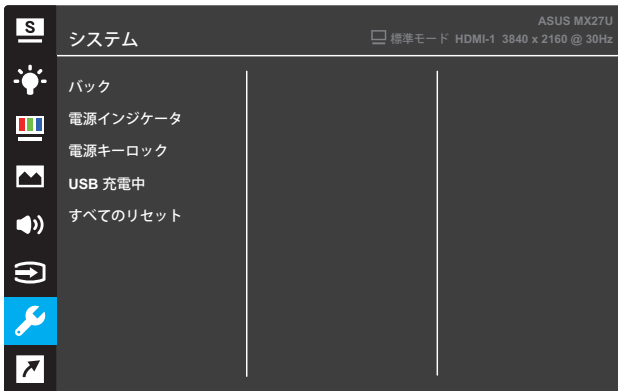 S
ASUS MX27U
システム
標準モード HDMI-1 3840 x 2160 @ 30Hz
バック
電源インジケータ
電源キーロック
USB 充電中
すべてのリセット